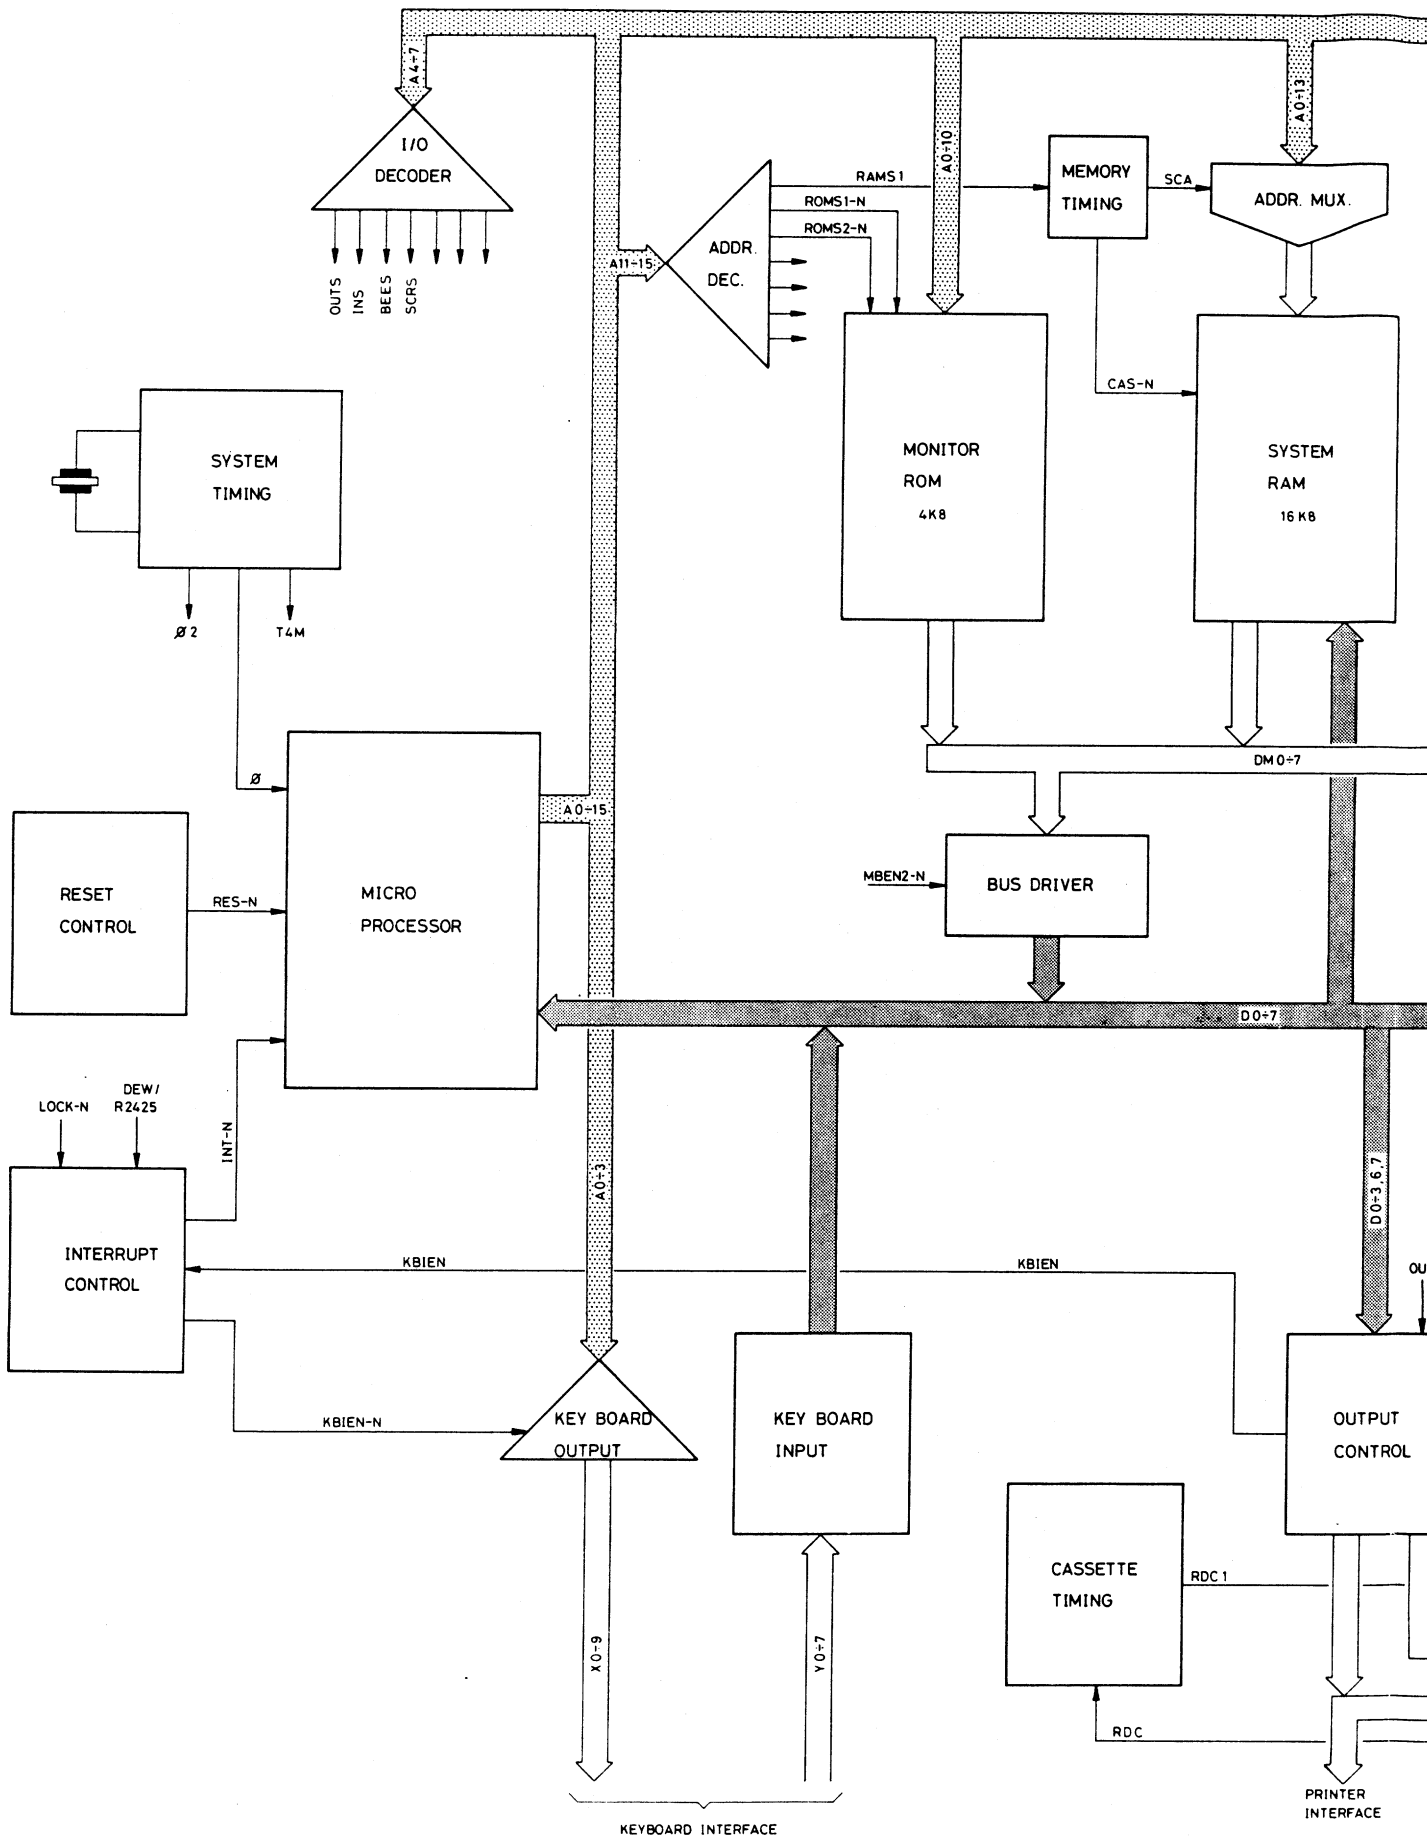 A4÷7
I/O
DECODER
OUTS
INS
BEES
SCRS
A11÷15
ADDR.
DEC.
RAMS1
ROMS1-N
ROMS2-N
A0÷10
MEMORY
TIMING
SCA
A0÷13
ADDR. MUX.
CAS-N
MONITOR
ROM
4K8
SYSTEM
RAM
16K8
SYSTEM
TIMING
Ø2
T4M
Ø
A0÷15
DM0÷7
RESET
CONTROL
RES-N
MICRO
PROCESSOR
MBEN2-N
BUS DRIVER
D0÷7
LOCK-N
DEW/
R2425
INT-N
A0÷3
D0÷3,6,7
INTERRUPT
CONTROL
KBIEN
KBIEN
OU
KBIEN-N
KEY BOARD
OUTPUT
KEY BOARD
INPUT
OUTPUT
CONTROL
CASSETTE
TIMING
RDC1
X0÷9
Y0÷7
RDC
PRINTER
INTERFACE
KEYBOARD INTERFACE